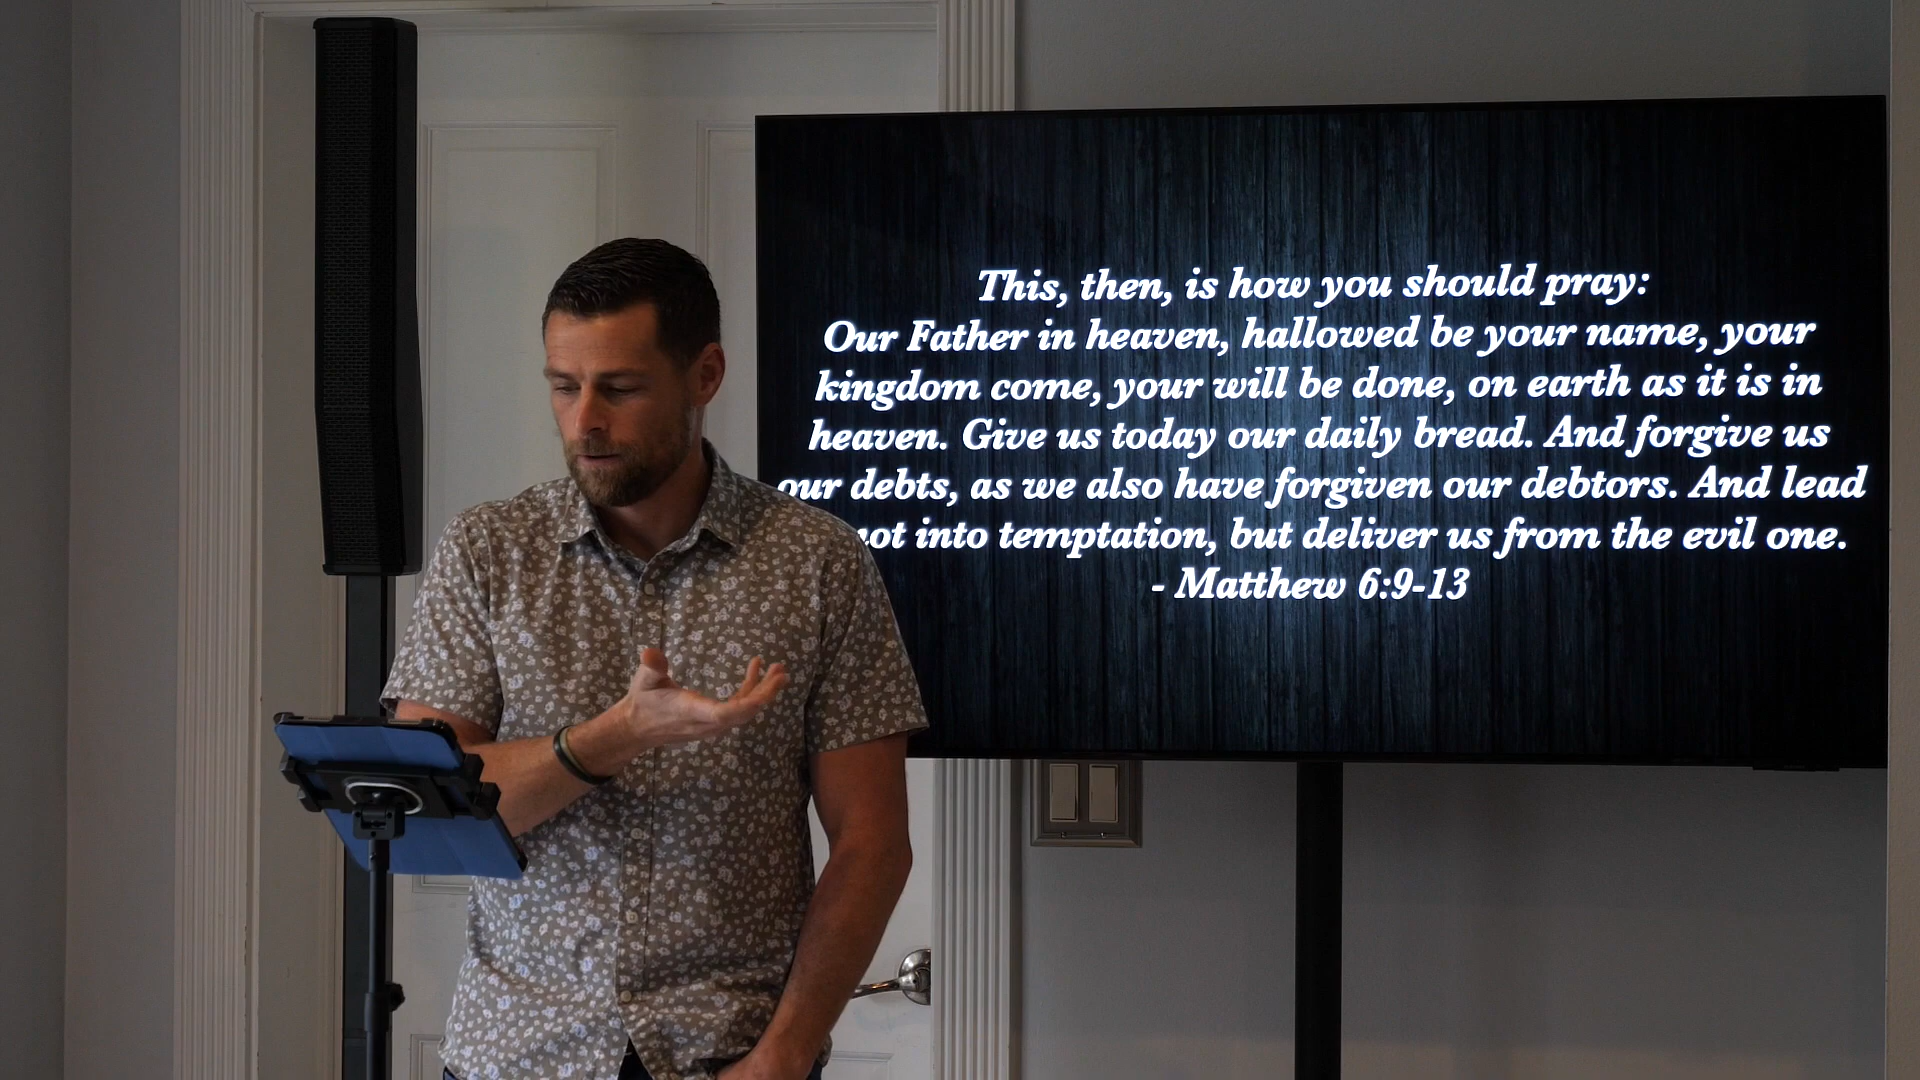 This, then, is how you should pray:
Our Father in heaven, hallowed be your name, your
kingdom come, your will be done, on earth as it is in
heaven. Give us today our daily bread. And forgive us
our debts, as we also have forgiven our debtors. And lead
not into temptation, but deliver us from the evil one.
- Matthew 6:9-13